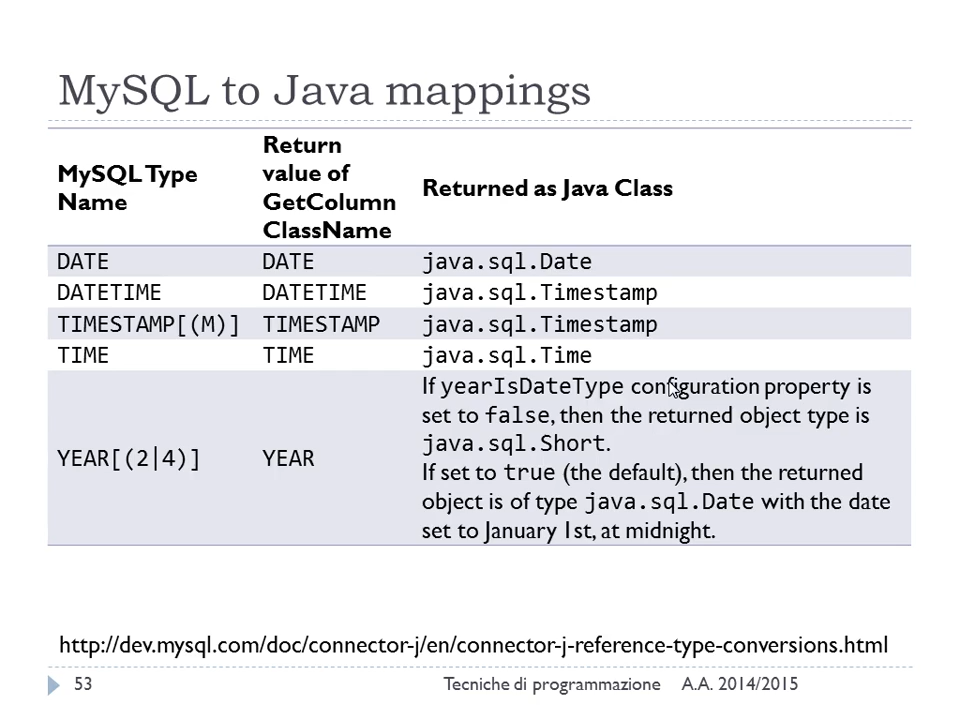 MySQL to Java mappings
MySQL Type
Name
Return
value of
GetColumn
ClassName
Returned as Java Class
DATE DATE java.sql.Date
DATETIME DATETIME java.sql.Timestamp
TIMESTAMP[(M)] TIMESTAMP java.sql.Timestamp
TIME TIME java.sql.Time
YEAR[(2|4)] YEAR
If yearIsDateType configuration property is
set to false, then the returned object type is
java.sql.Short.
If set to true (the default), then the returned
object is of type java.sql.Date with the date
set to January 1st, at midnight.
http://dev.mysql.com/doc/connector-j/en/connector-j-reference-type-conversions.html
53 Tecniche di programmazione A.A. 2014/2015